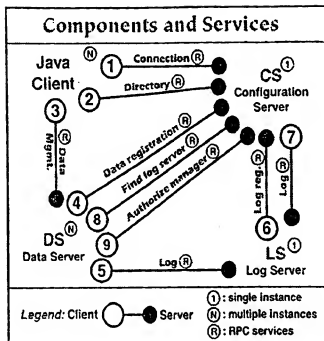 Components and Services
Java Client Ⓝ
① Connection Ⓡ
② Directory Ⓡ
CS ① Configuration Server
③ Data Mgmt. Ⓡ
④ Data registration Ⓡ
⑧ Find log server Ⓡ
⑨ Authorize manager Ⓡ
⑤ Log Ⓡ
⑥ Log reg. Ⓡ
⑦ Log Ⓡ
DS Ⓝ Data Server
LS ① Log Server
Legend: Client Server
① : single instance
Ⓝ : multiple instances
Ⓡ : RPC services